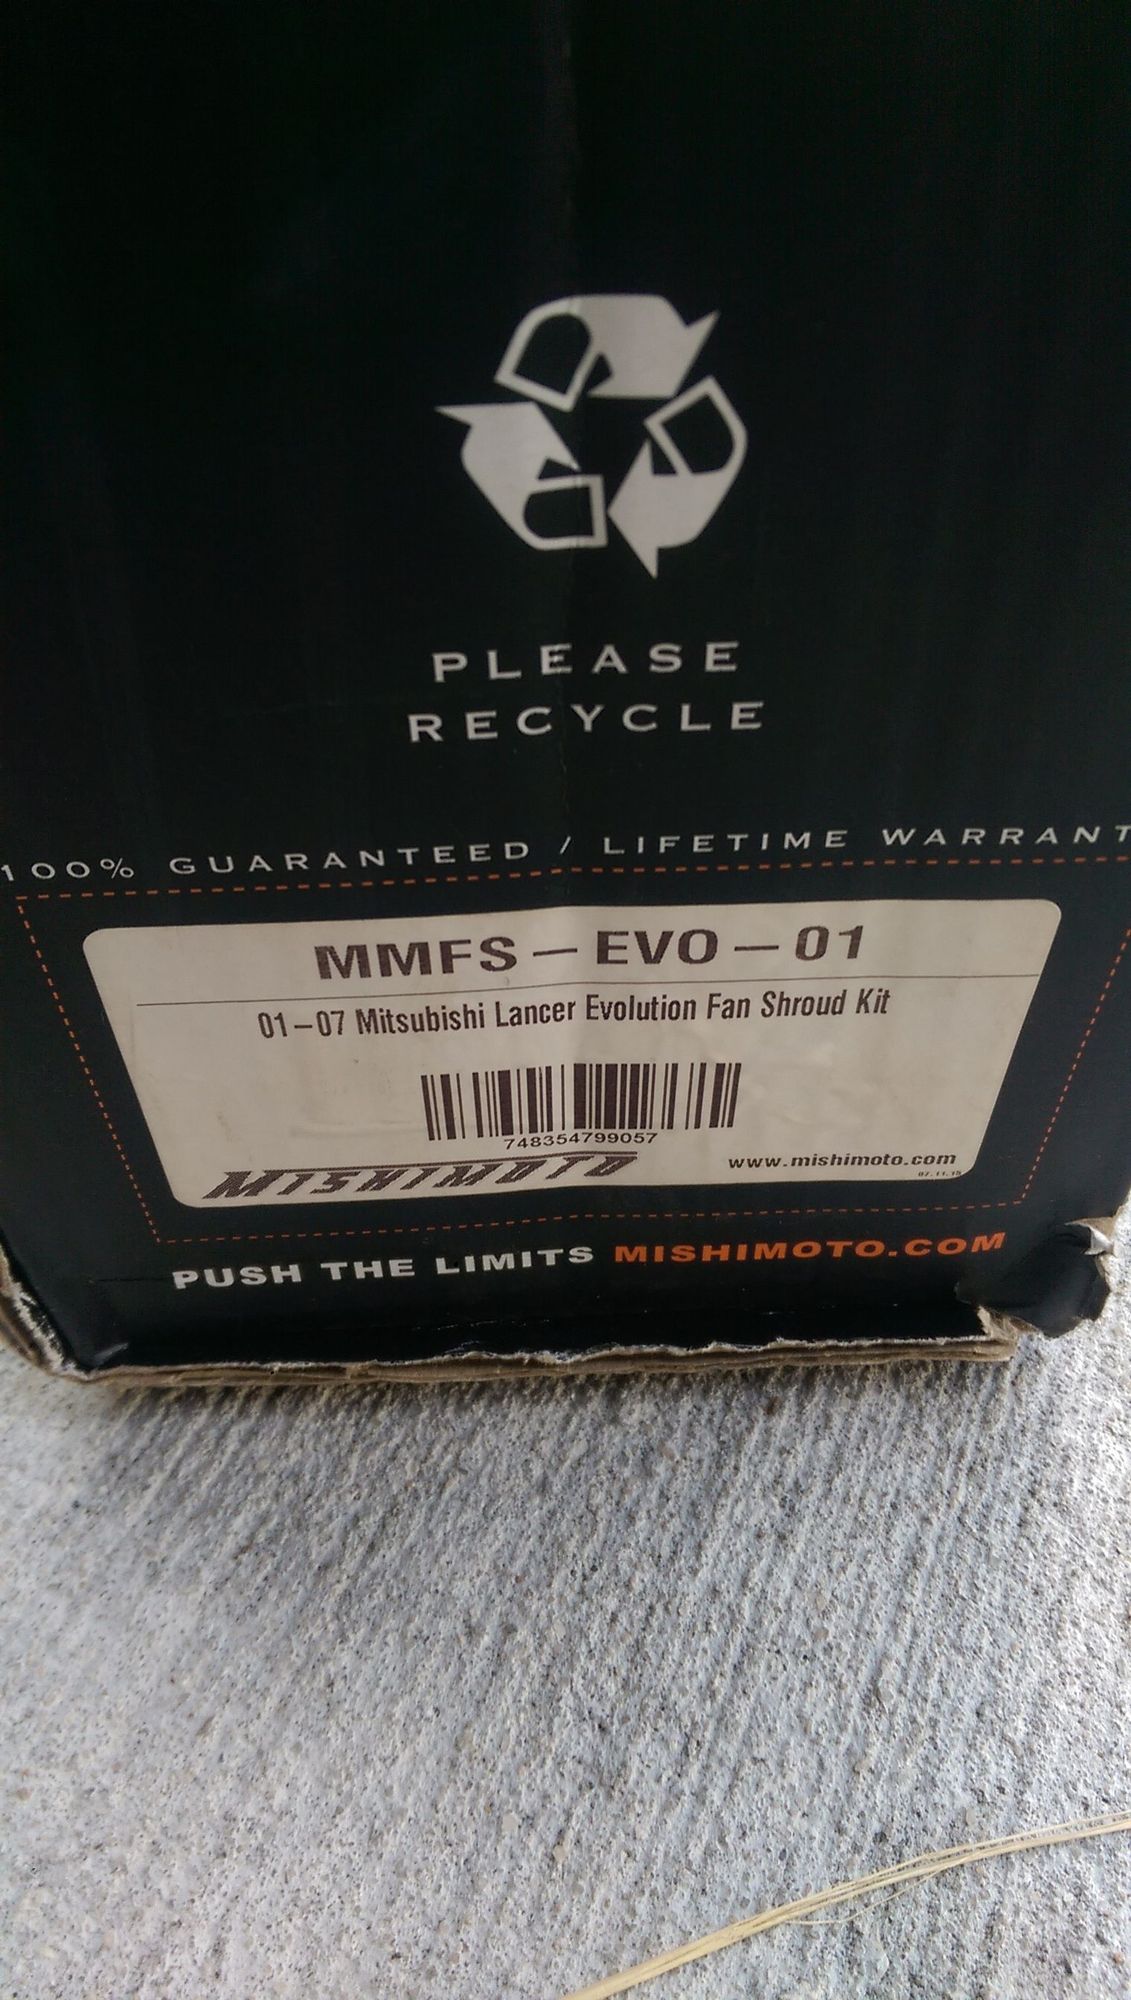 PLEASE
RECYCLE
100% GUARANTEED / LIFETIME WARRANT
MMFS-EVO-01
01-07 Mitsubishi Lancer Evolution Fan Shroud Kit
748354799057
MISHIMOTO
www.mishimoto.com
PUSH THE LIMITS MISHIMOTO.COM